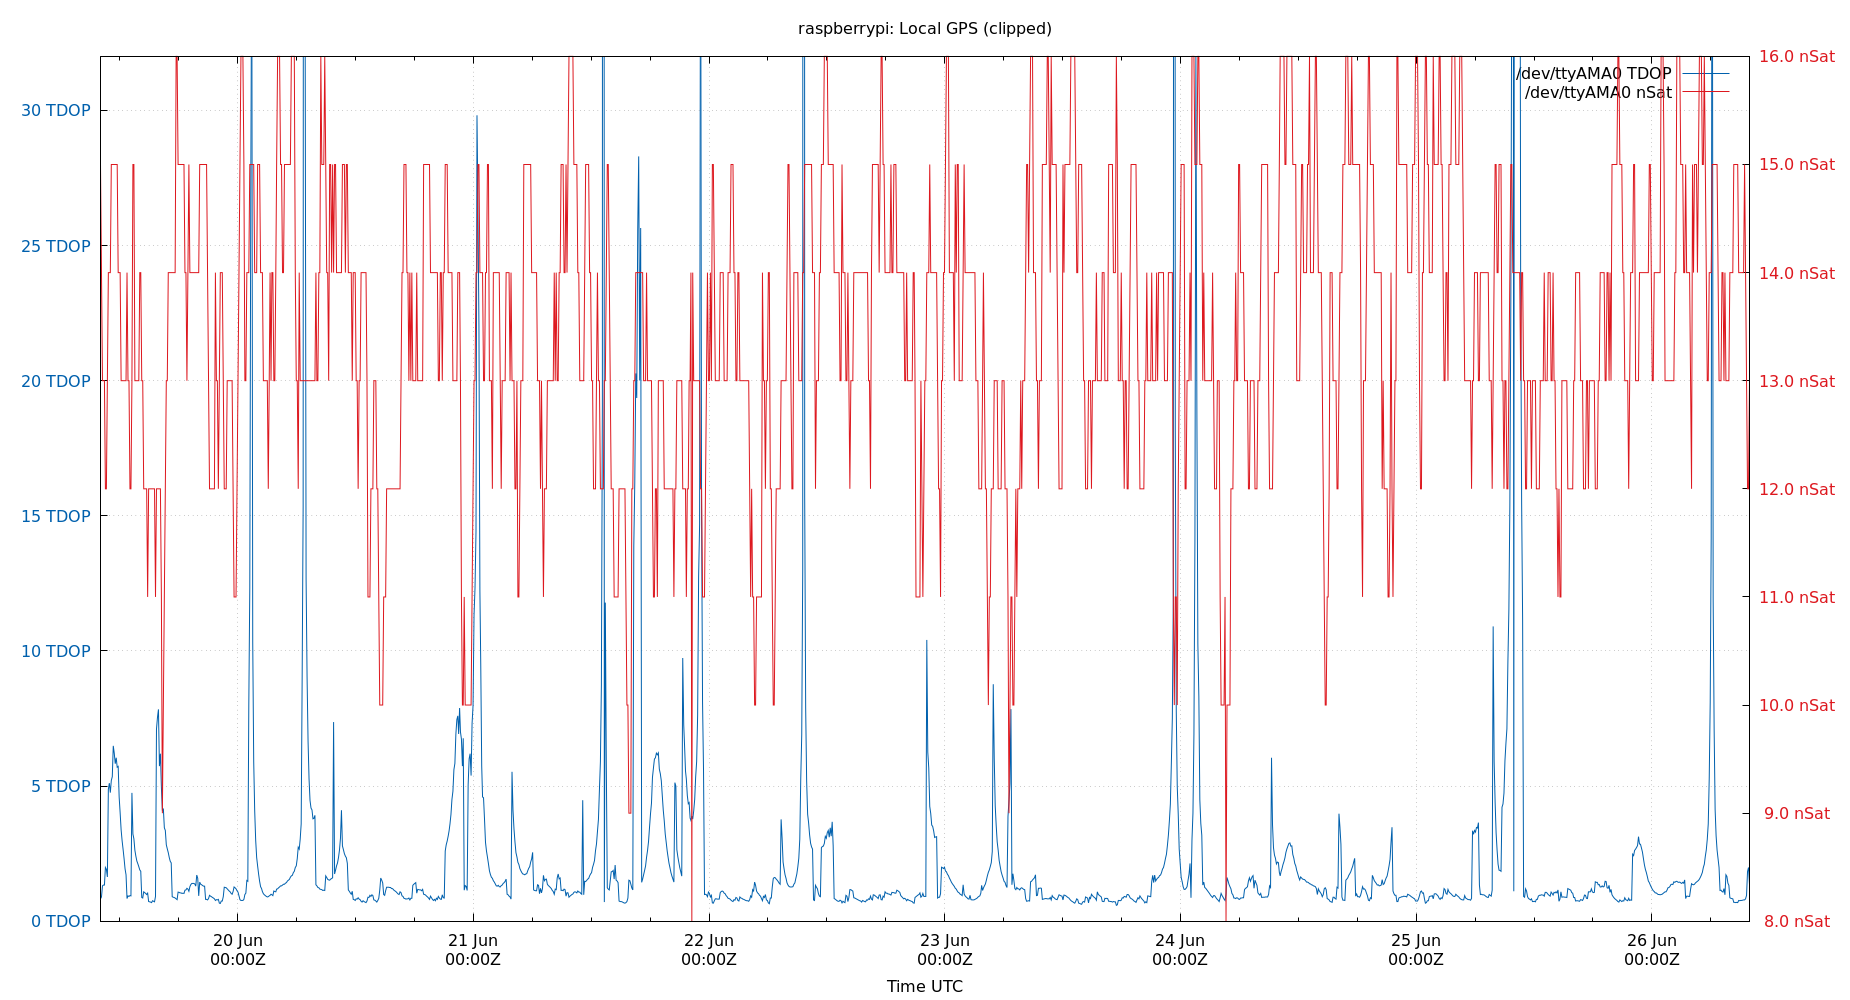 raspberrypi: Local GPS (clipped)
/dev/ttyAMA0 TDOP
/dev/ttyAMA0 nSat
30 TDOP
25 TDOP
20 TDOP
15 TDOP
10 TDOP
5 TDOP
0 TDOP
16.0 nSat
15.0 nSat
14.0 nSat
13.0 nSat
12.0 nSat
11.0 nSat
10.0 nSat
9.0 nSat
8.0 nSat
20 Jun
00:00Z
21 Jun
00:00Z
22 Jun
00:00Z
23 Jun
00:00Z
24 Jun
00:00Z
25 Jun
00:00Z
26 Jun
00:00Z
Time UTC